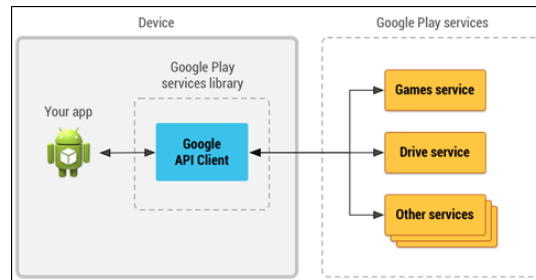 Device
Google Play services
Google Play
services library
Your app
Google
API Client
Games service
Drive service
Other services